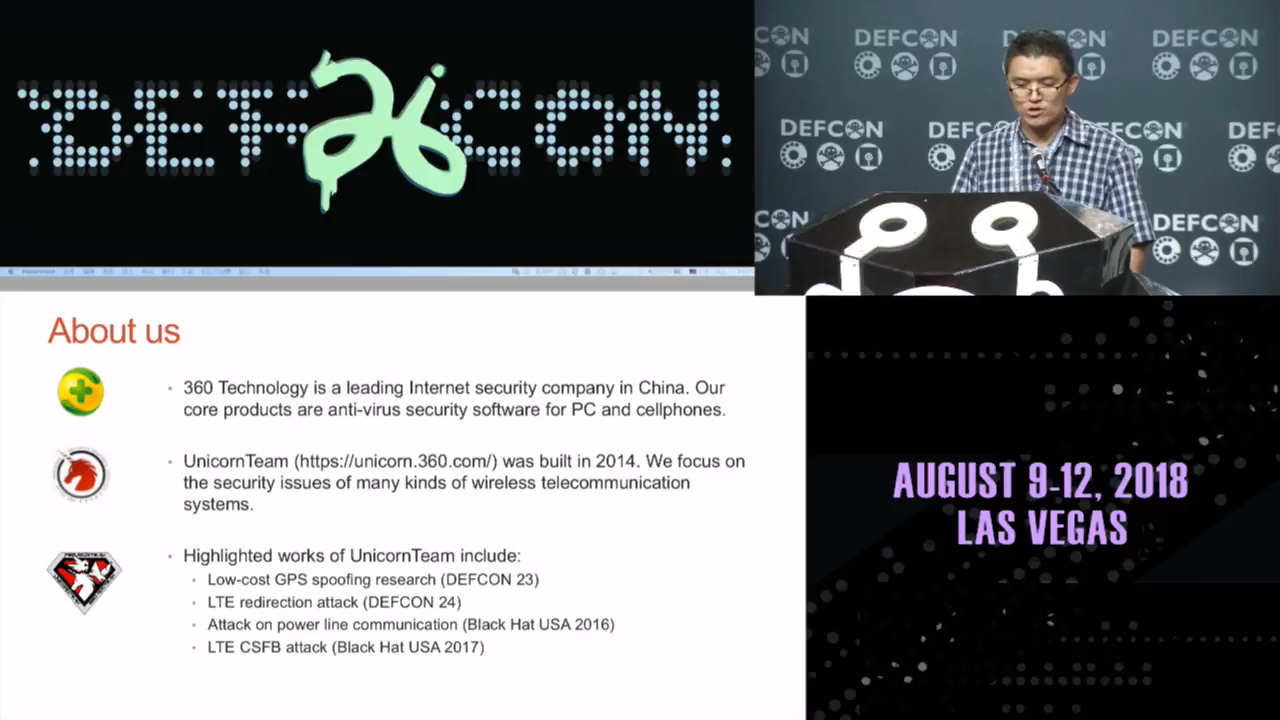 DEFCON
26
DEFCON
DEFCON
DEFCON
DEFCON
DEFCON
DEFCON
DEFCON
DEFCON
About us
• 360 Technology is a leading Internet security company in China. Our
core products are anti-virus security software for PC and cellphones.
• UnicornTeam (https://unicorn.360.com/) was built in 2014. We focus on
the security issues of many kinds of wireless telecommunication
systems.
• Highlighted works of UnicornTeam include:
• Low-cost GPS spoofing research (DEFCON 23)
• LTE redirection attack (DEFCON 24)
• Attack on power line communication (Black Hat USA 2016)
• LTE CSFB attack (Black Hat USA 2017)
AUGUST 9-12, 2018
LAS VEGAS